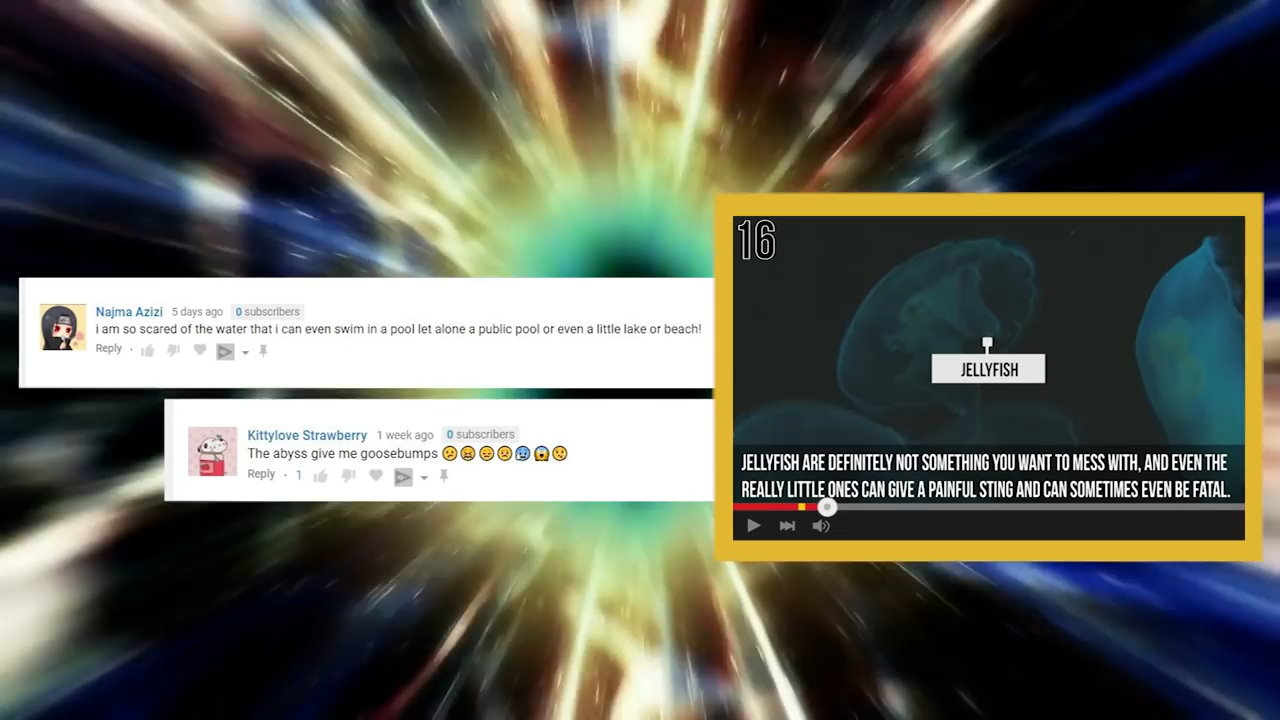 Najma Azizi 5 days ago 0 subscribers
i am so scared of the water that i can even swim in a pool let alone a public pool or even a little lake or beach!
Reply ·
Kittylove Strawberry 1 week ago 0 subscribers
The abyss give me goosebumps 😕😖😞😣😰😱😲
Reply · 1
16
JELLYFISH
JELLYFISH ARE DEFINITELY NOT SOMETHING YOU WANT TO MESS WITH, AND EVEN THE
REALLY LITTLE ONES CAN GIVE A PAINFUL STING AND CAN SOMETIMES EVEN BE FATAL.